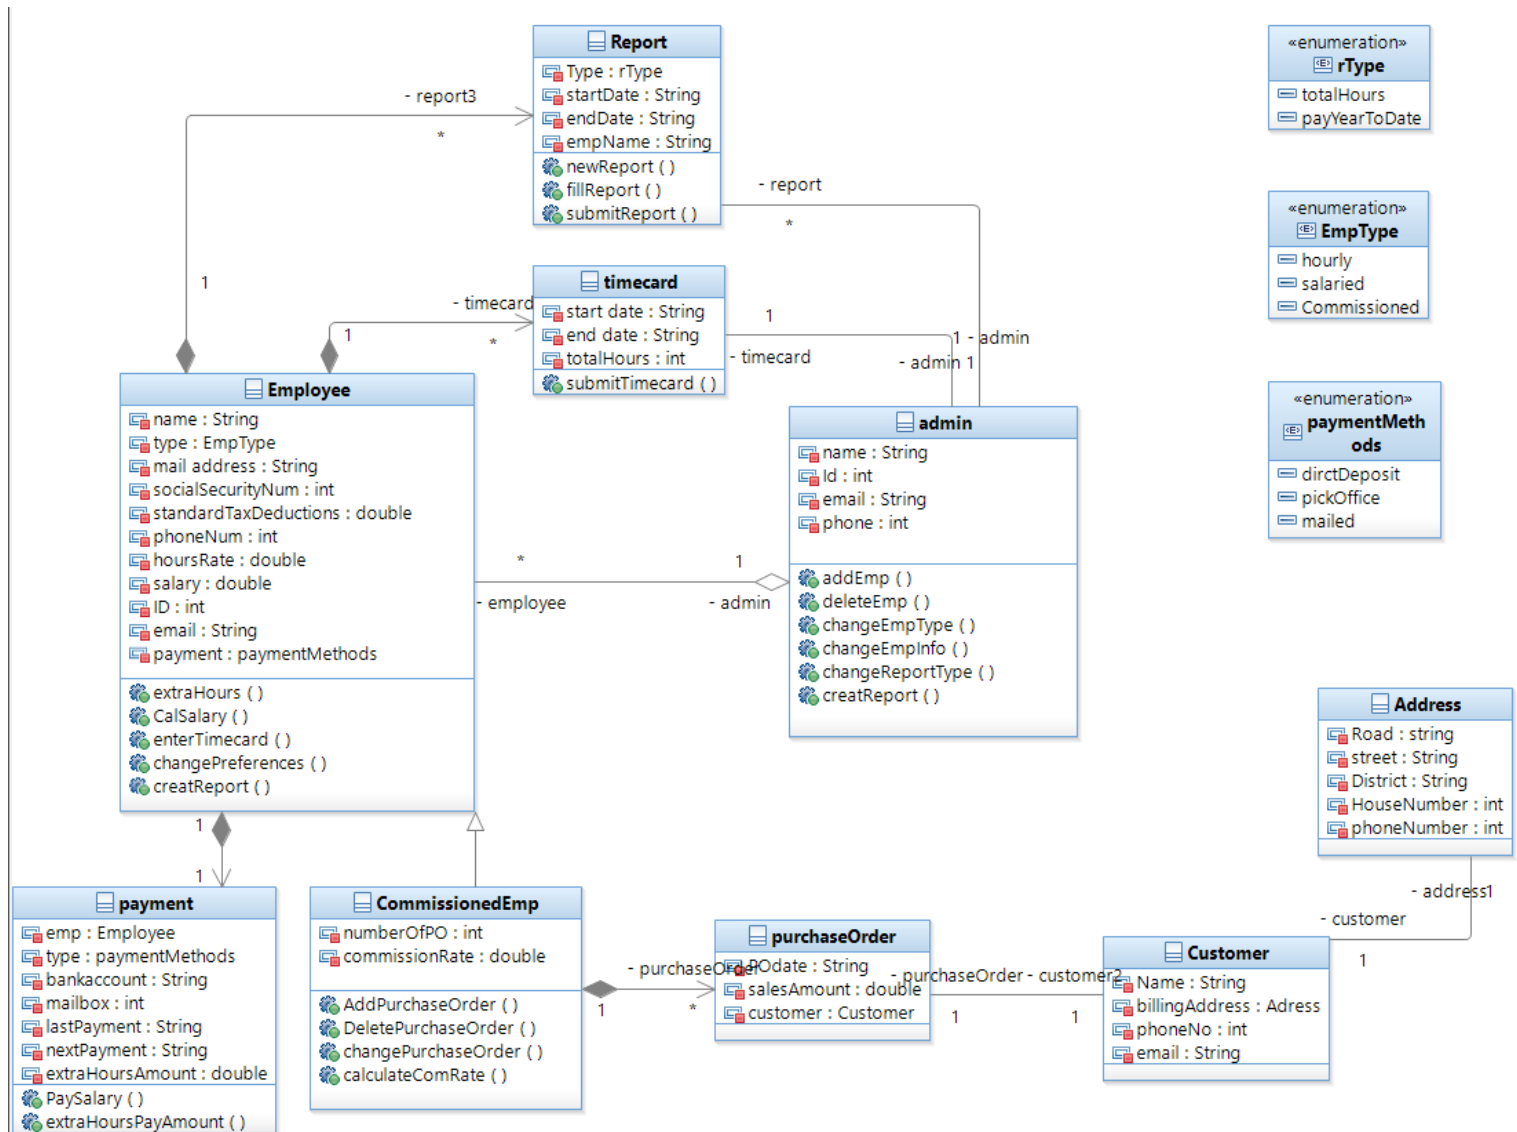 Report
Type : rType
startDate : String
endDate : String
empName : String
newReport ( )
fillReport ( )
submitReport ( )
- report3
*
1
- report
*
«enumeration»
rType
totalHours
payYearToDate
«enumeration»
EmpType
hourly
salaried
Commissioned
«enumeration»
paymentMeth
ods
dirctDeposit
pickOffice
mailed
timecard
start date : String
end date : String
totalHours : int
submitTimecard ( )
- timecard
1
*
1
- timecard
1 - admin
- admin 1
Employee
name : String
type : EmpType
mail address : String
socialSecurityNum : int
standardTaxDeductions : double
phoneNum : int
hoursRate : double
salary : double
ID : int
email : String
payment : paymentMethods
extraHours ( )
CalSalary ( )
enterTimecard ( )
changePreferences ( )
creatReport ( )
*
1
- employee
- admin
admin
name : String
Id : int
email : String
phone : int
addEmp ( )
deleteEmp ( )
changeEmpType ( )
changeEmpInfo ( )
changeReportType ( )
creatReport ( )
Address
Road : string
street : String
District : String
HouseNumber : int
phoneNumber : int
- address1
- customer
1
1
1
payment
emp : Employee
type : paymentMethods
bankaccount : String
mailbox : int
lastPayment : String
nextPayment : String
extraHoursAmount : double
PaySalary ( )
extraHoursPayAmount ( )
CommissionedEmp
numberOfPO : int
commissionRate : double
AddPurchaseOrder ( )
DeletePurchaseOrder ( )
changePurchaseOrder ( )
calculateComRate ( )
- purchaseOrder
1
*
purchaseOrder
POdate : String
salesAmount : double
customer : Customer
- purchaseOrder - customer2
1
1
Customer
Name : String
billingAddress : Adress
phoneNo : int
email : String